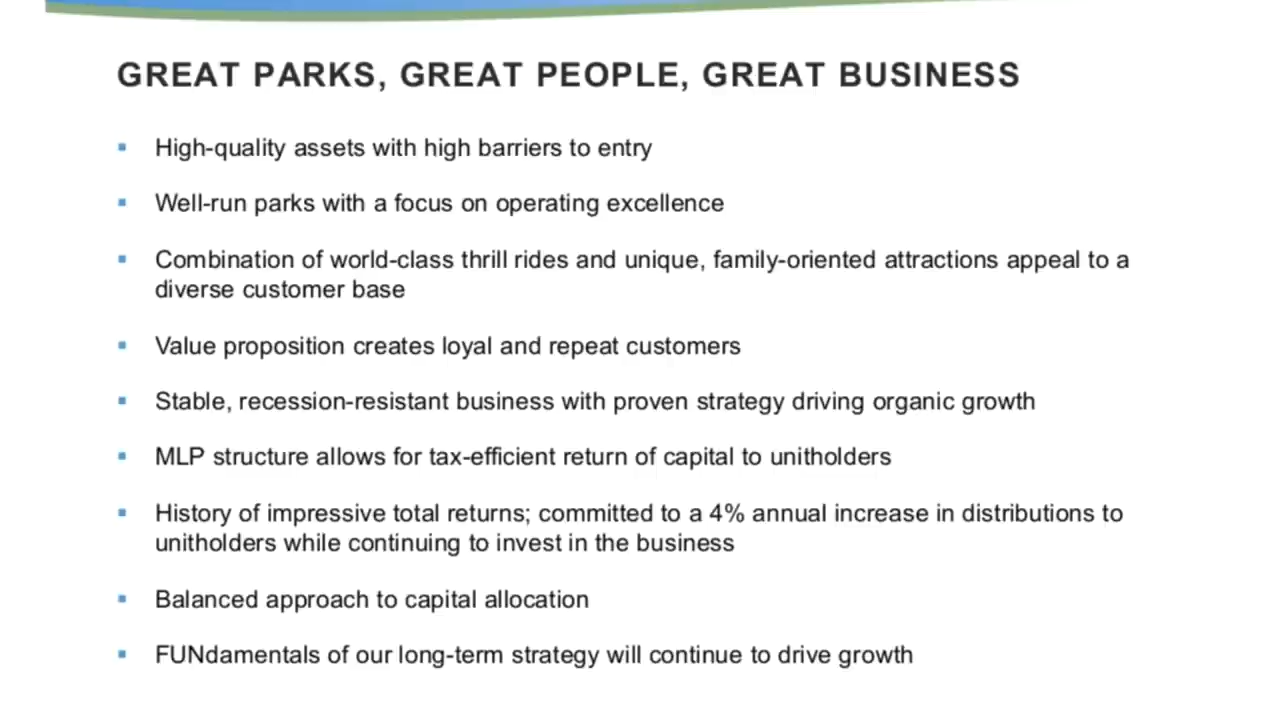 GREAT PARKS, GREAT PEOPLE, GREAT BUSINESS
▪ High-quality assets with high barriers to entry
▪ Well-run parks with a focus on operating excellence
▪ Combination of world-class thrill rides and unique, family-oriented attractions appeal to a
diverse customer base
▪ Value proposition creates loyal and repeat customers
▪ Stable, recession-resistant business with proven strategy driving organic growth
▪ MLP structure allows for tax-efficient return of capital to unitholders
▪ History of impressive total returns; committed to a 4% annual increase in distributions to
unitholders while continuing to invest in the business
▪ Balanced approach to capital allocation
▪ FUNdamentals of our long-term strategy will continue to drive growth